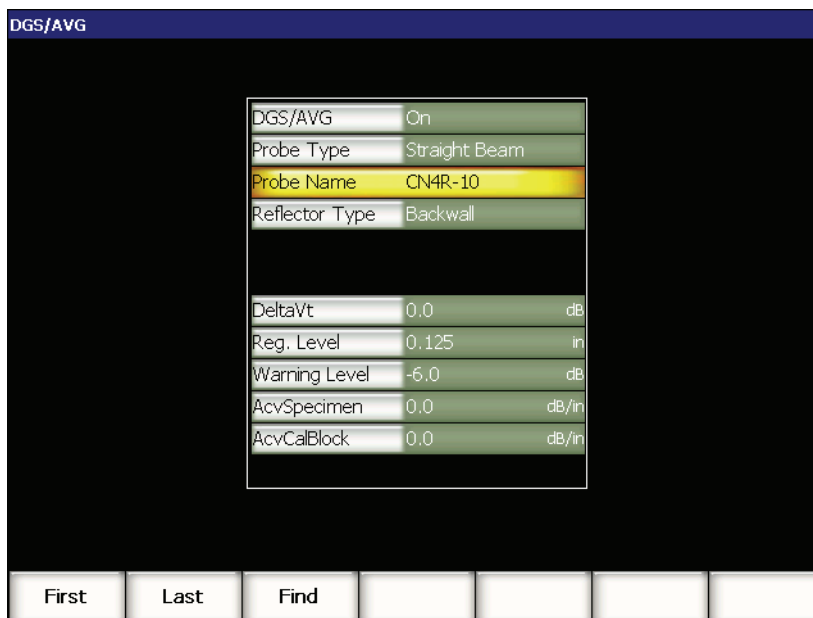 DGS/AVG
DGS/AVG On
Probe Type Straight Beam
Probe Name CN4R-10
Reflector Type Backwall
DeltaVt 0.0 dB
Reg. Level 0.125 in
Warning Level -6.0 dB
AcvSpecimen 0.0 dB/in
AcvCalBlock 0.0 dB/in
First Last Find